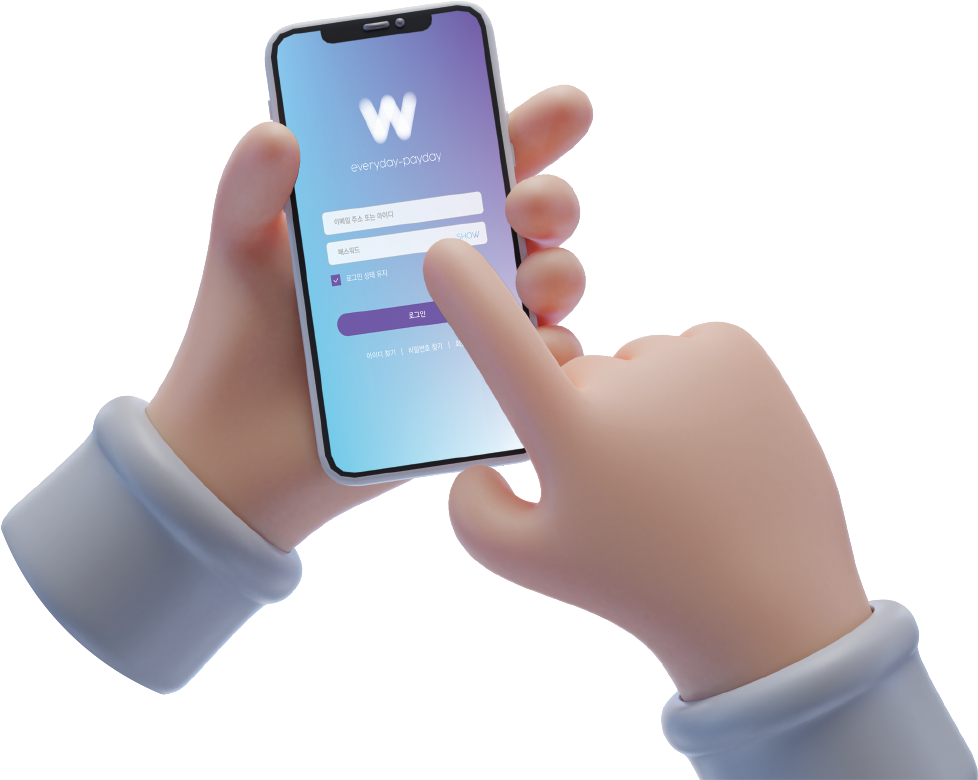 W
everyday-payday
이메일 주소 또는 아이디
패스워드 SHOW
로그인 상태 유지
로그인
아이디 찾기 | 비밀번호 찾기 |